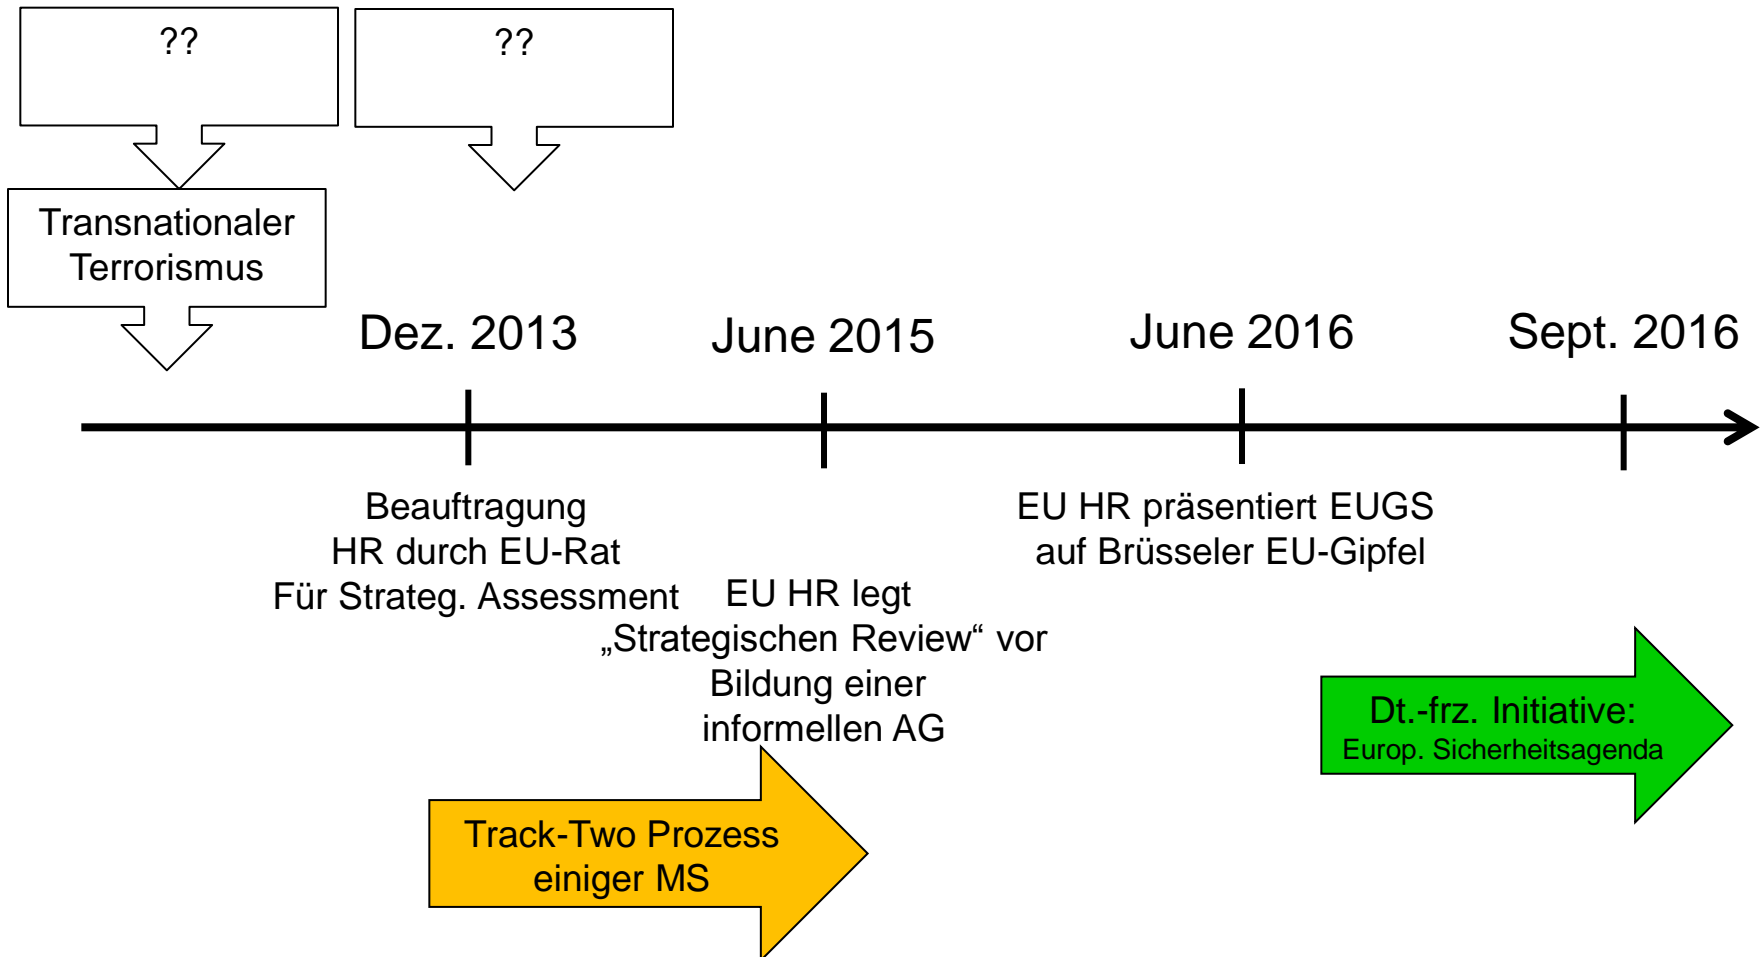 ??
??
Transnationaler
Terrorismus
Dez. 2013
June 2015
June 2016
Sept. 2016
Beauftragung
HR durch EU-Rat
Für Strateg. Assessment
EU HR legt
„Strategischen Review“ vor
Bildung einer
informellen AG
EU HR präsentiert EUGS
auf Brüsseler EU-Gipfel
Dt.-frz. Initiative:
Europ. Sicherheitsagenda
Track-Two Prozess
einiger MS